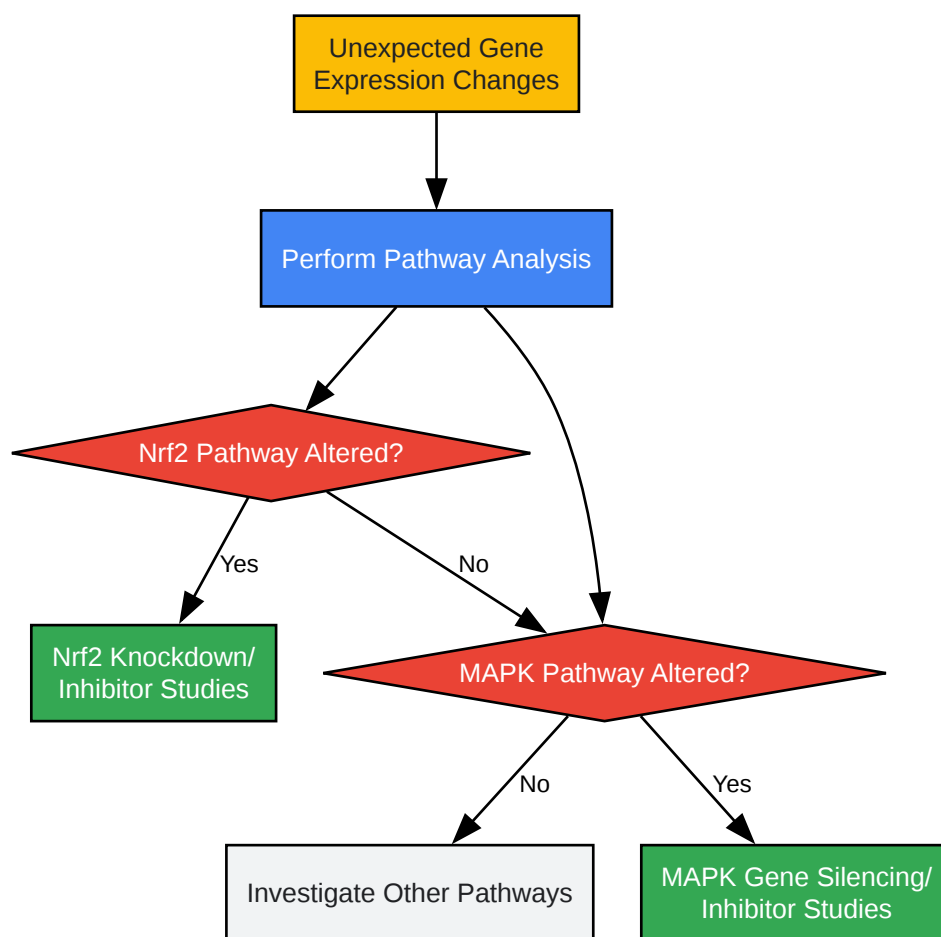 Unexpected Gene
Expression Changes
Perform Pathway Analysis
Nrf2 Pathway Altered?
Yes
No
Nrf2 Knockdown/
Inhibitor Studies
MAPK Pathway Altered?
No
Yes
Investigate Other Pathways
MAPK Gene Silencing/
Inhibitor Studies